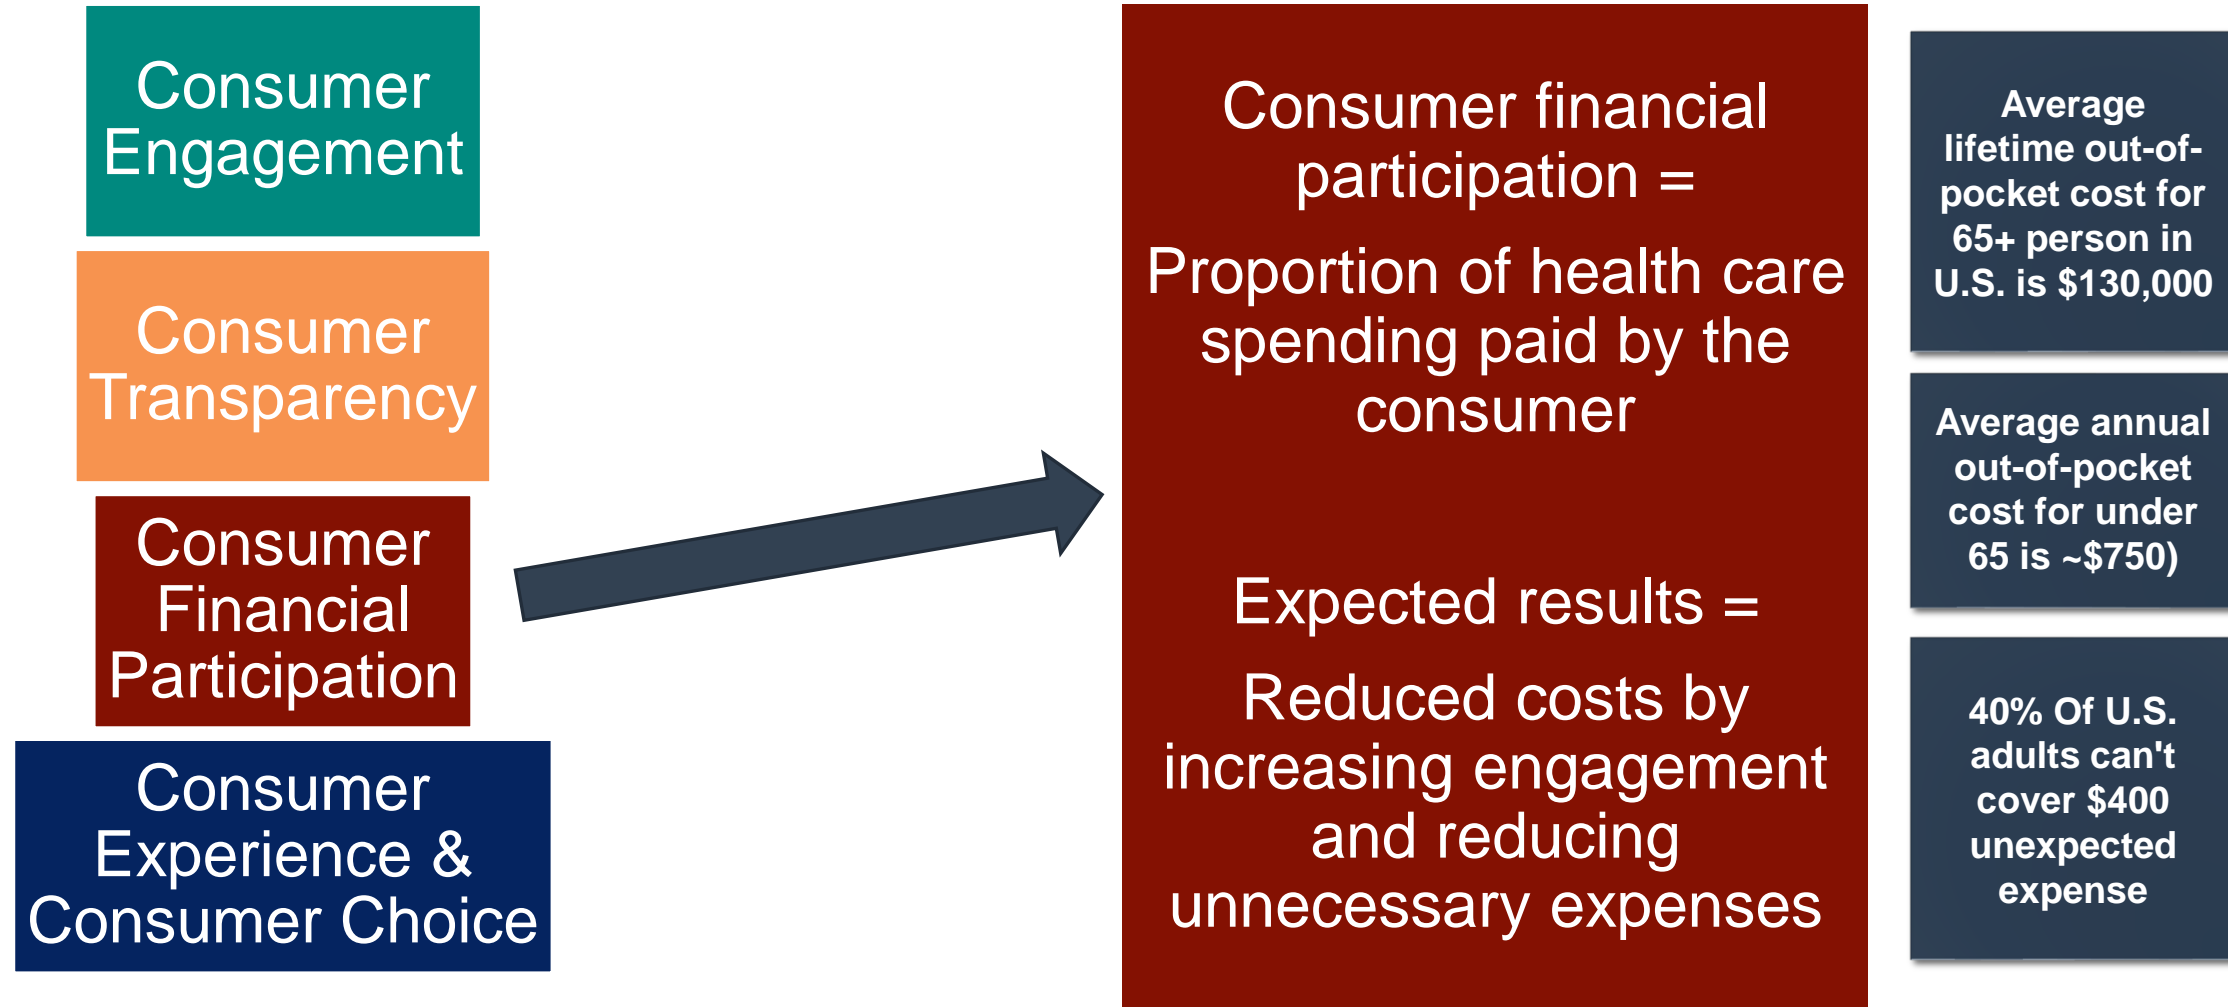 Consumer
Engagement
Consumer
Transparency
Consumer
Financial
Participation
Consumer
Experience &
Consumer Choice
Consumer financial
participation =
Proportion of health care
spending paid by the
consumer
Expected results =
Reduced costs by
increasing engagement
and reducing
unnecessary expenses
Average
lifetime out-of-
pocket cost for
65+ person in
U.S. is $130,000
Average annual
out-of-pocket
cost for under
65 is ~$750)
40% Of U.S.
adults can't
cover $400
unexpected
expense